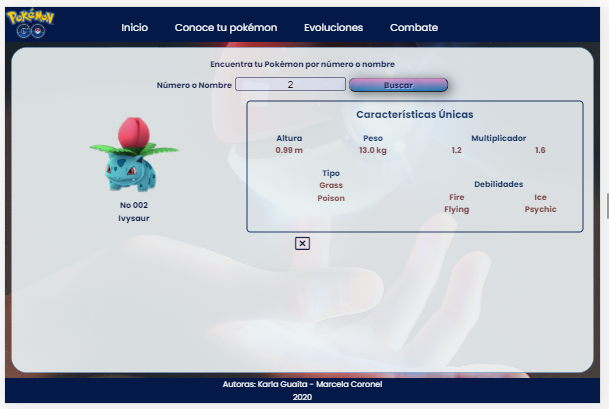 Pokémon
Inicio Conoce tu pokémon Evoluciones Combate
Encuentra tu Pokémon por número o nombre
Número o Nombre 2 Buscar
Características Únicas
Altura Peso Multiplicador
0.99 m 13.0 kg 1.2 1.6
Tipo
Grass
Poison
Debilidades
Fire Ice
Flying Psychic
No 002
Ivysaur
X
Autoras: Karla Guaita - Marcela Coronel
2020